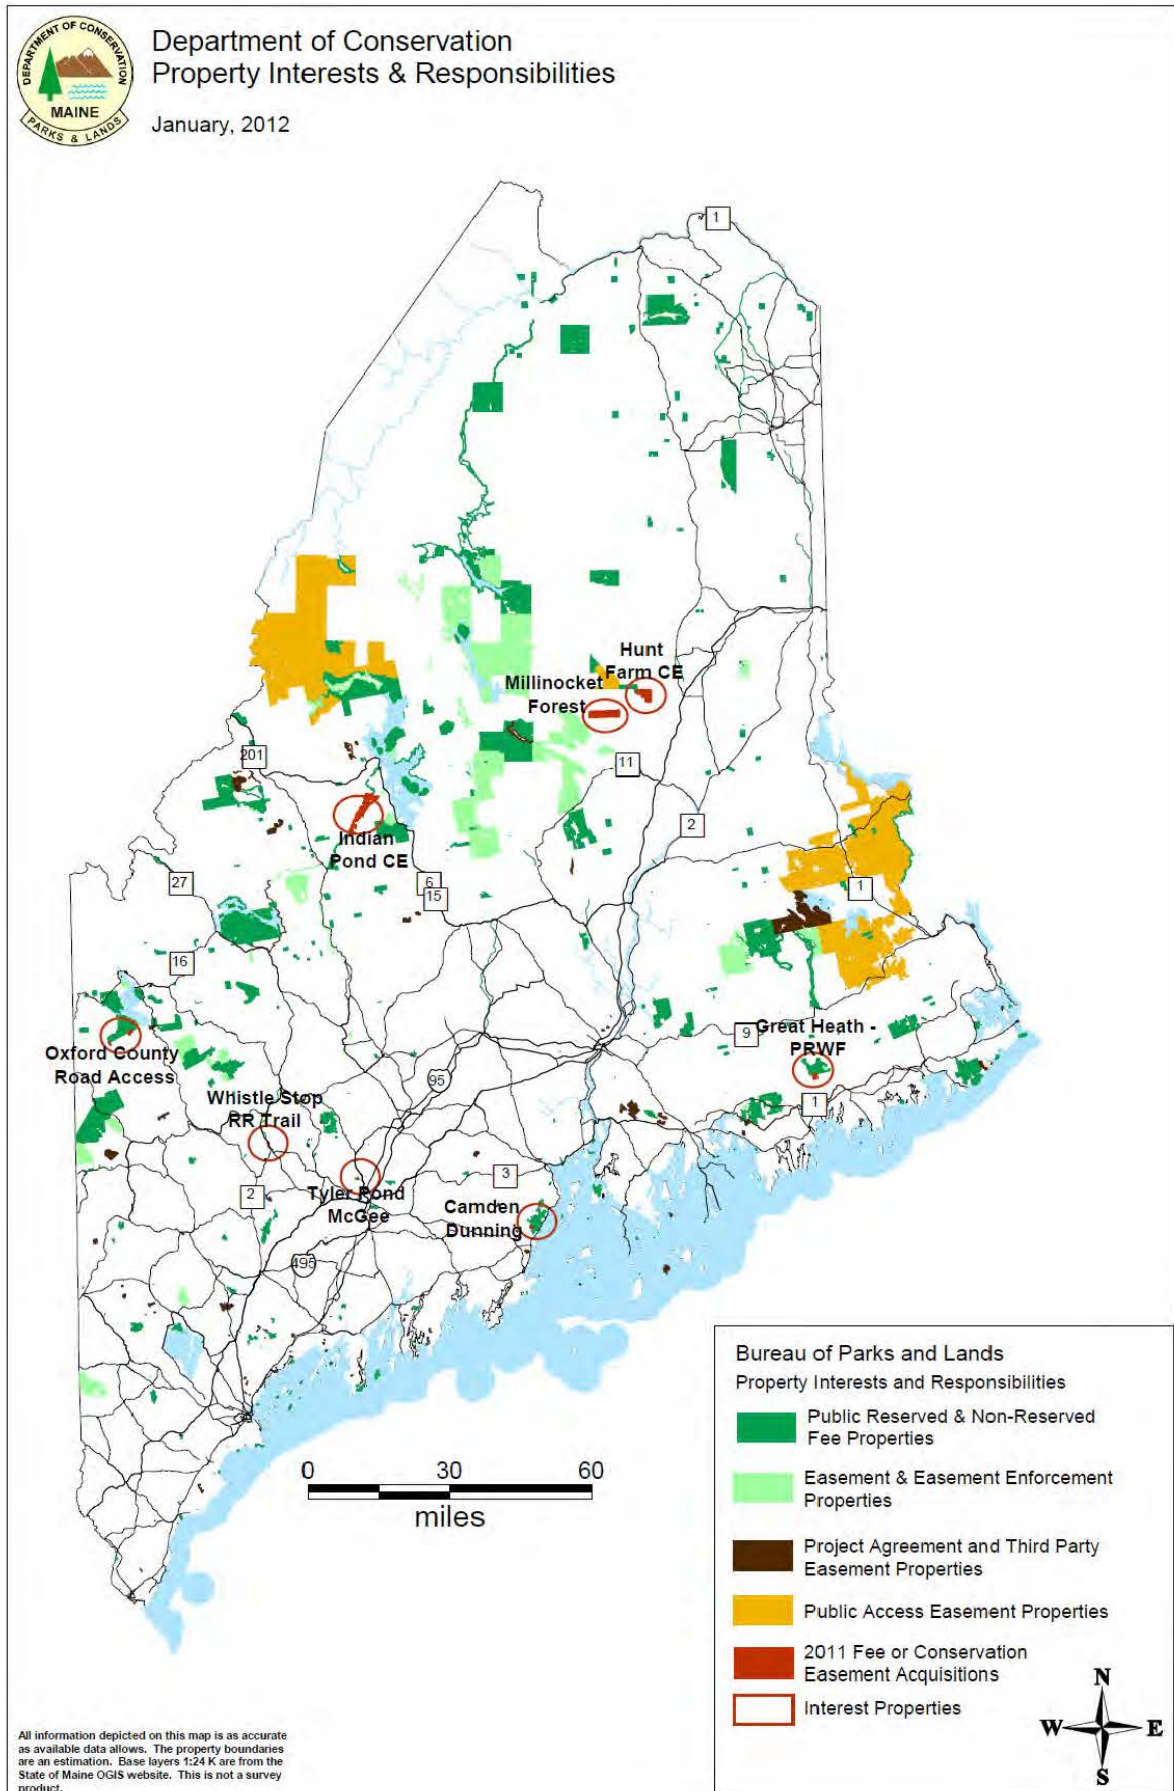 DEPARTMENT OF CONSERVATION
MAINE
PARKS & LANDS
Department of Conservation
Property Interests & Responsibilities
January, 2012
1
Hunt
Farm CE
Millinocket
Forest
201
11
2
Indian
Pond CE
27
6
15
1
16
Oxford County
Road Access
9
Great Heath -
PRWF
95
1
Whistle Stop
RR Trail
3
2
Tyler Pond
McGee
Camden
Dunning
495
0 30 60
miles
Bureau of Parks and Lands
Property Interests and Responsibilities
Public Reserved & Non-Reserved
Fee Properties
Easement & Easement Enforcement
Properties
Project Agreement and Third Party
Easement Properties
Public Access Easement Properties
2011 Fee or Conservation
Easement Acquisitions
Interest Properties
N
W E
S
All information depicted on this map is as accurate
as available data allows. The property boundaries
are an estimation. Base layers 1:24 K are from the
State of Maine OGIS website. This is not a survey
product.